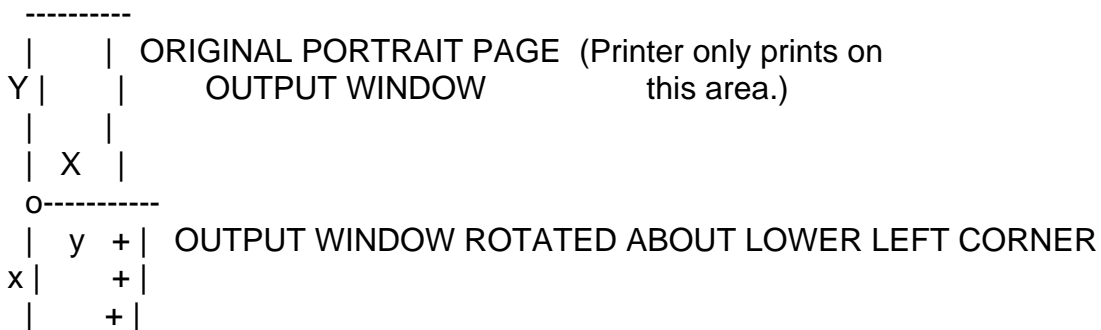 ----------
|        | ORIGINAL PORTRAIT PAGE (Printer only prints on
Y |        |        OUTPUT WINDOW                this area.)
|        |
|   X   |
o-----------
|   y  + |  OUTPUT WINDOW ROTATED ABOUT LOWER LEFT CORNER
x |        + |
|        + |